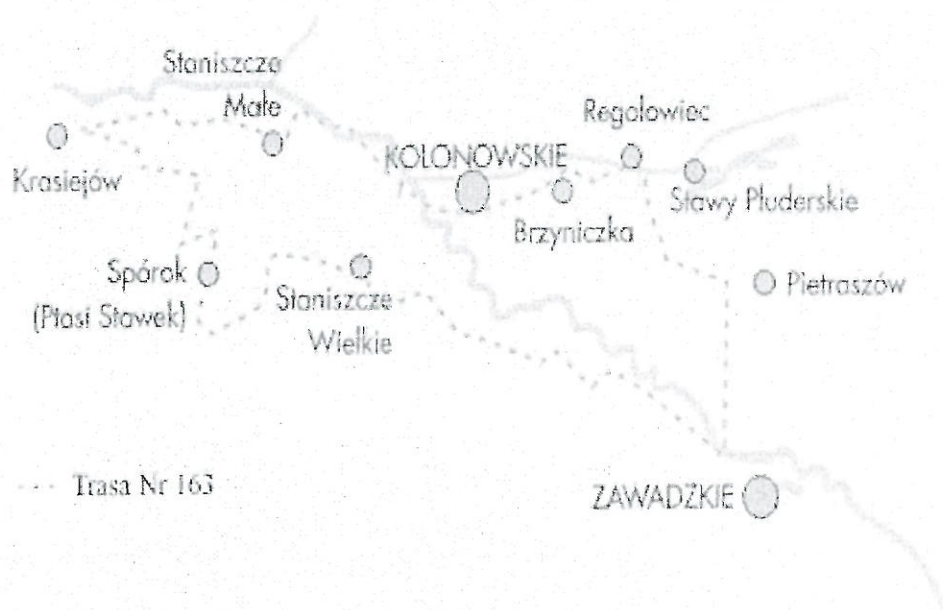 Staniszcze
Małe
Regolowiec
KOLONOWSKIE
Krasiejów
Stawy Pluderskie
Brzyniczka
Spórok
(Ptasi Stawek)
Pietraszów
Staniszcze
Wielkie
Trasa Nr 163
ZAWADZKIE